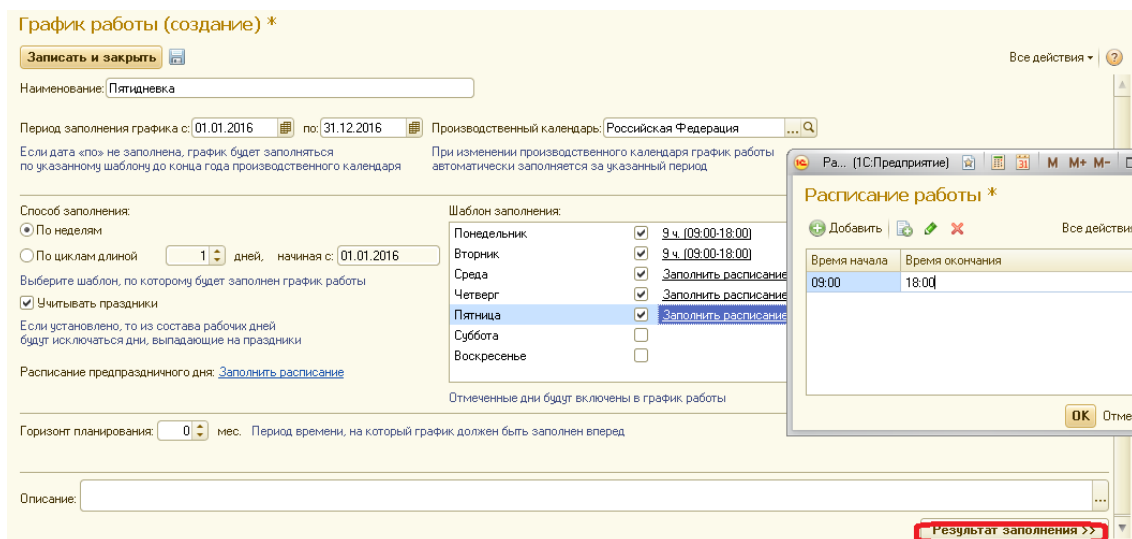 График работы (создание) *
Записать и закрыть
Все действия
Наименование: Пятидневка
Период заполнения графика с: 01.01.2016 по: 31.12.2016 Производственный календарь: Российская Федерация ...
Если дата «по» не заполнена, график будет заполняться
по указанному шаблону до конца года производственного календаря
При изменении производственного календаря график работы
автоматически заполняется за указанный период
Способ заполнения:
По неделям
По циклам длиной 1 дней, начиная с: 01.01.2016
Выберите шаблон, по которому будет заполнен график работы
Учитывать праздники
Если установлено, то из состава рабочих дней
будут исключаться дни, выпадающие на праздники
Расписание предпраздничного дня: Заполнить расписание
Шаблон заполнения:
Понедельник 9 ч. (09:00-18:00)
Вторник 9 ч. (09:00-18:00)
Среда Заполнить расписание
Четверг Заполнить расписание
Пятница Заполнить расписание
Суббота
Воскресенье
Отмеченные дни будут включены в график работы
Ра... (1С:Предприятие) 31 M M+ M-
Расписание работы *
Добавить Все действия
Время начала Время окончания
09:00 18:00
OK Отме
Горизонт планирования: 0 мес. Период времени, на который график должен быть заполнен вперед
Описание: ...
Результат заполнения >>